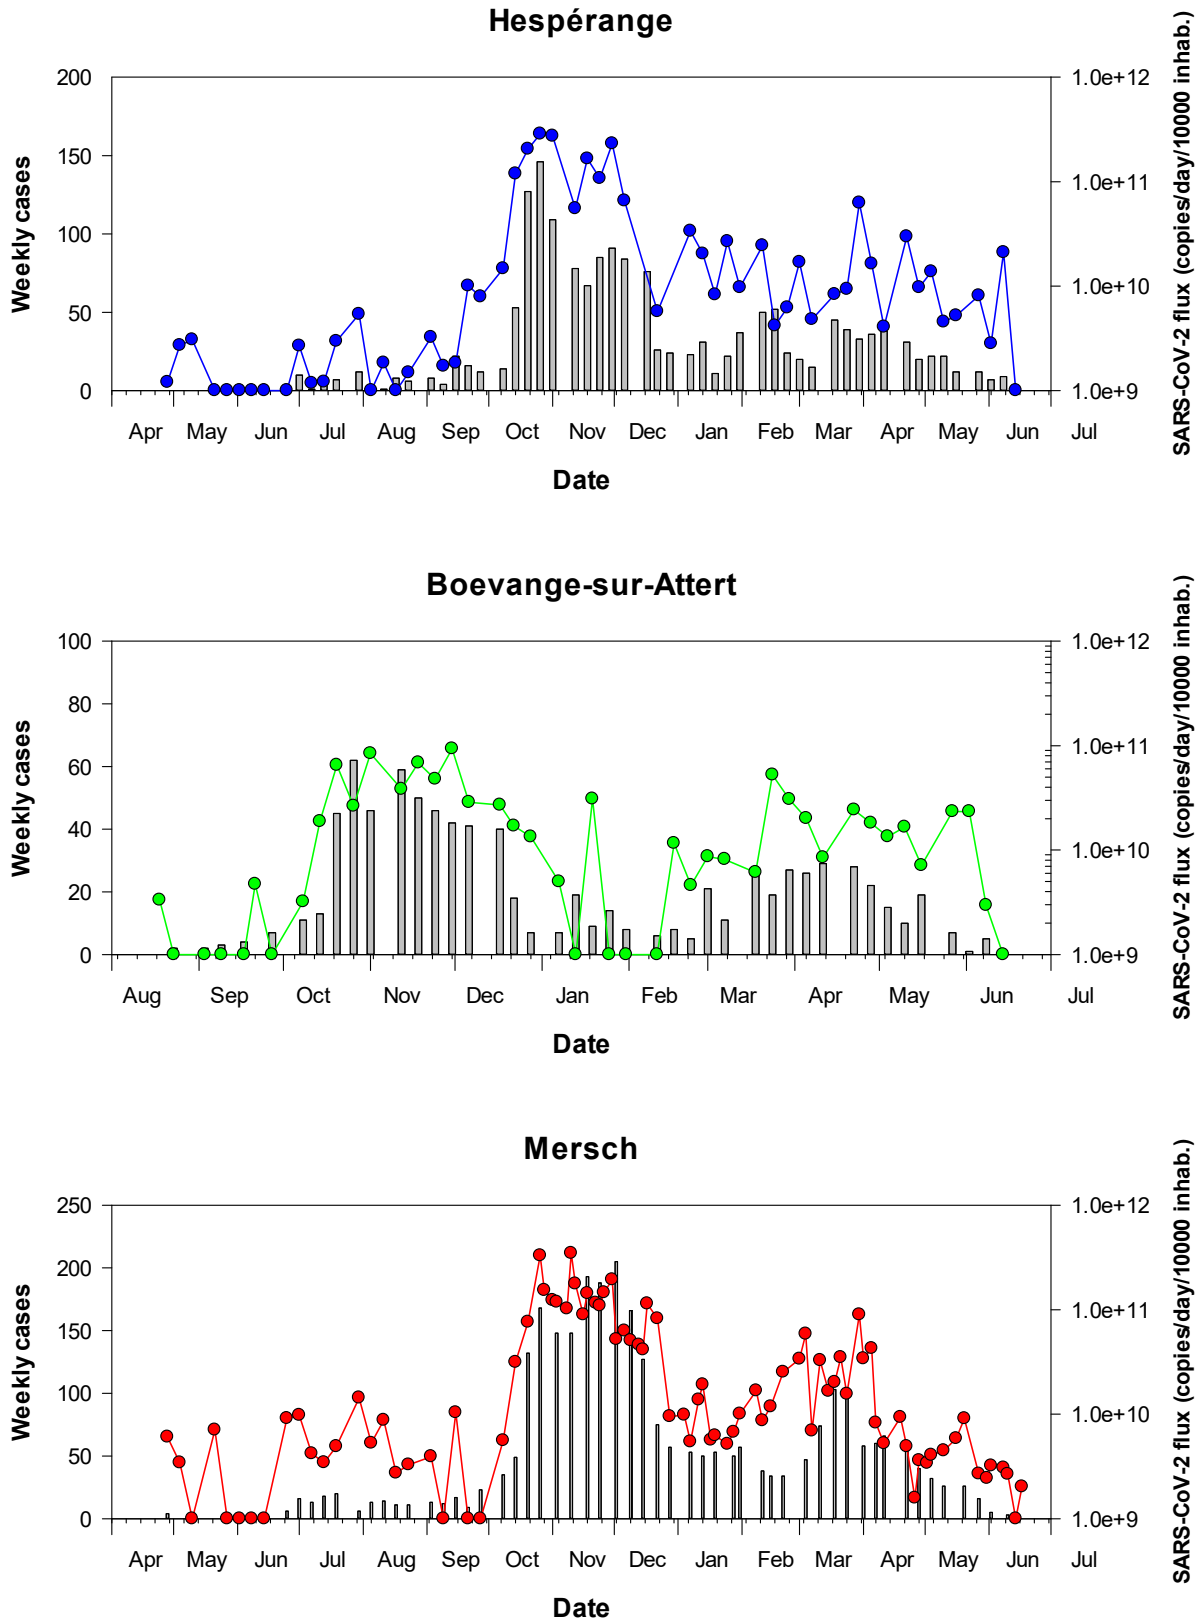 Hespérange
Weekly cases
200
150
100
50
0
1.0e+12
1.0e+11
1.0e+10
1.0e+9
SARS-CoV-2 flux (copies/day/10000 inhab.)
Apr May Jun Jul Aug Sep Oct Nov Dec Jan Feb Mar Apr May Jun Jul
Date
Boevange-sur-Attert
Weekly cases
100
80
60
40
20
0
1.0e+12
1.0e+11
1.0e+10
1.0e+9
SARS-CoV-2 flux (copies/day/10000 inhab.)
Aug Sep Oct Nov Dec Jan Feb Mar Apr May Jun Jul
Date
Mersch
Weekly cases
250
200
150
100
50
0
1.0e+12
1.0e+11
1.0e+10
1.0e+9
SARS-CoV-2 flux (copies/day/10000 inhab.)
Apr May Jun Jul Aug Sep Oct Nov Dec Jan Feb Mar Apr May Jun Jul
Date